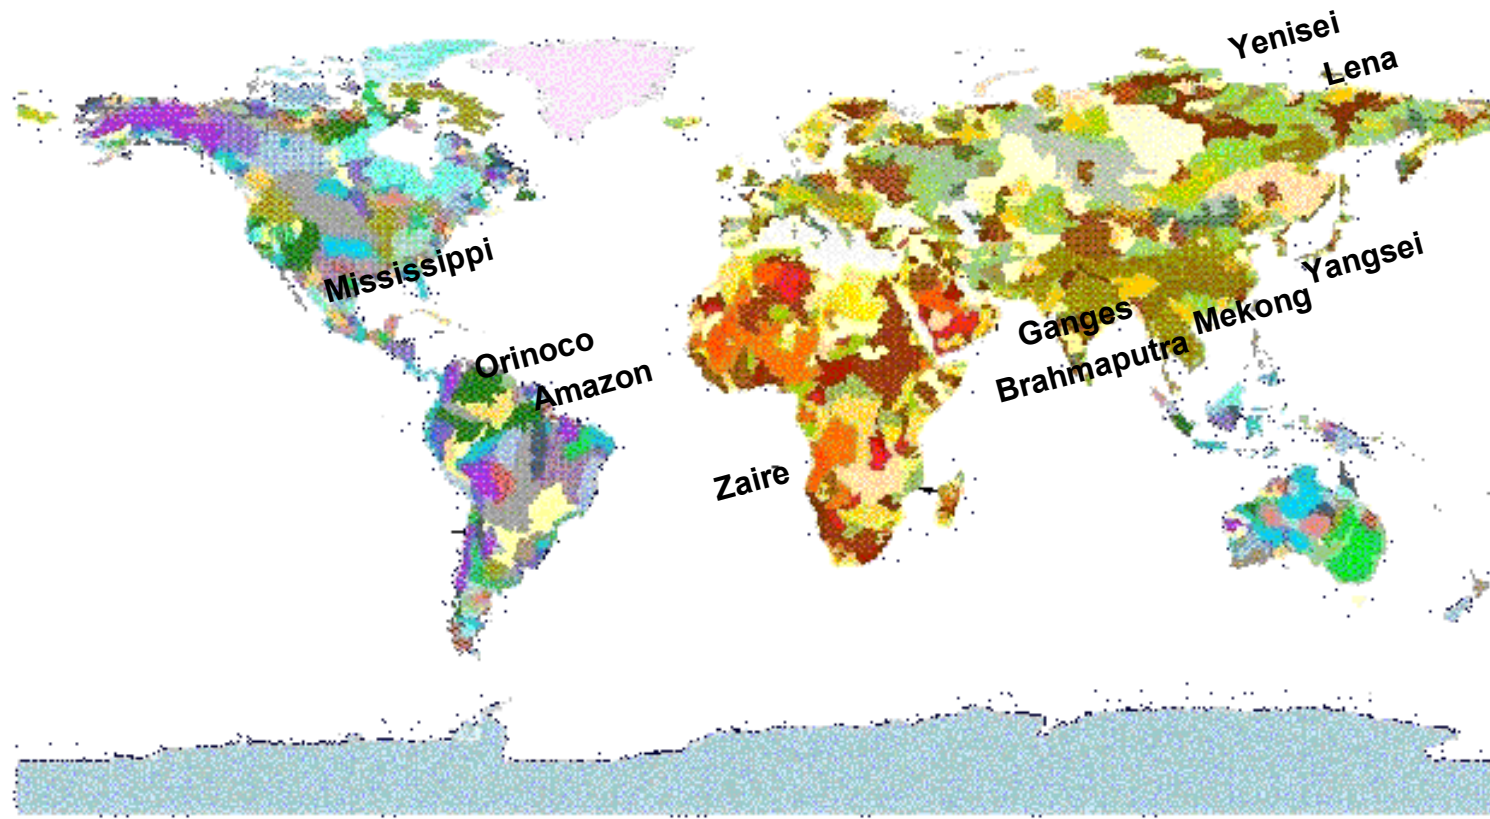 Yenisei
Lena
Mississippi
Yangsei
Ganges
Mekong
Orinoco
Brahmaputra
Amazon
Zaire